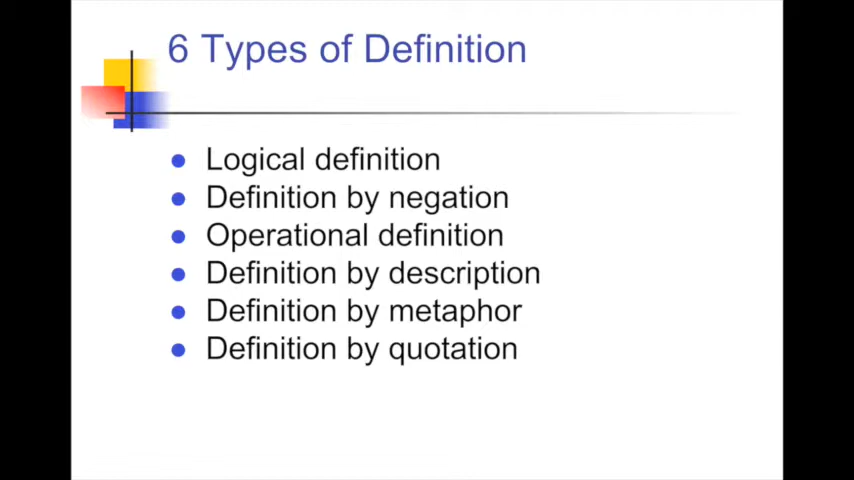 6 Types of Definition
Logical definition
Definition by negation
Operational definition
Definition by description
Definition by metaphor
Definition by quotation